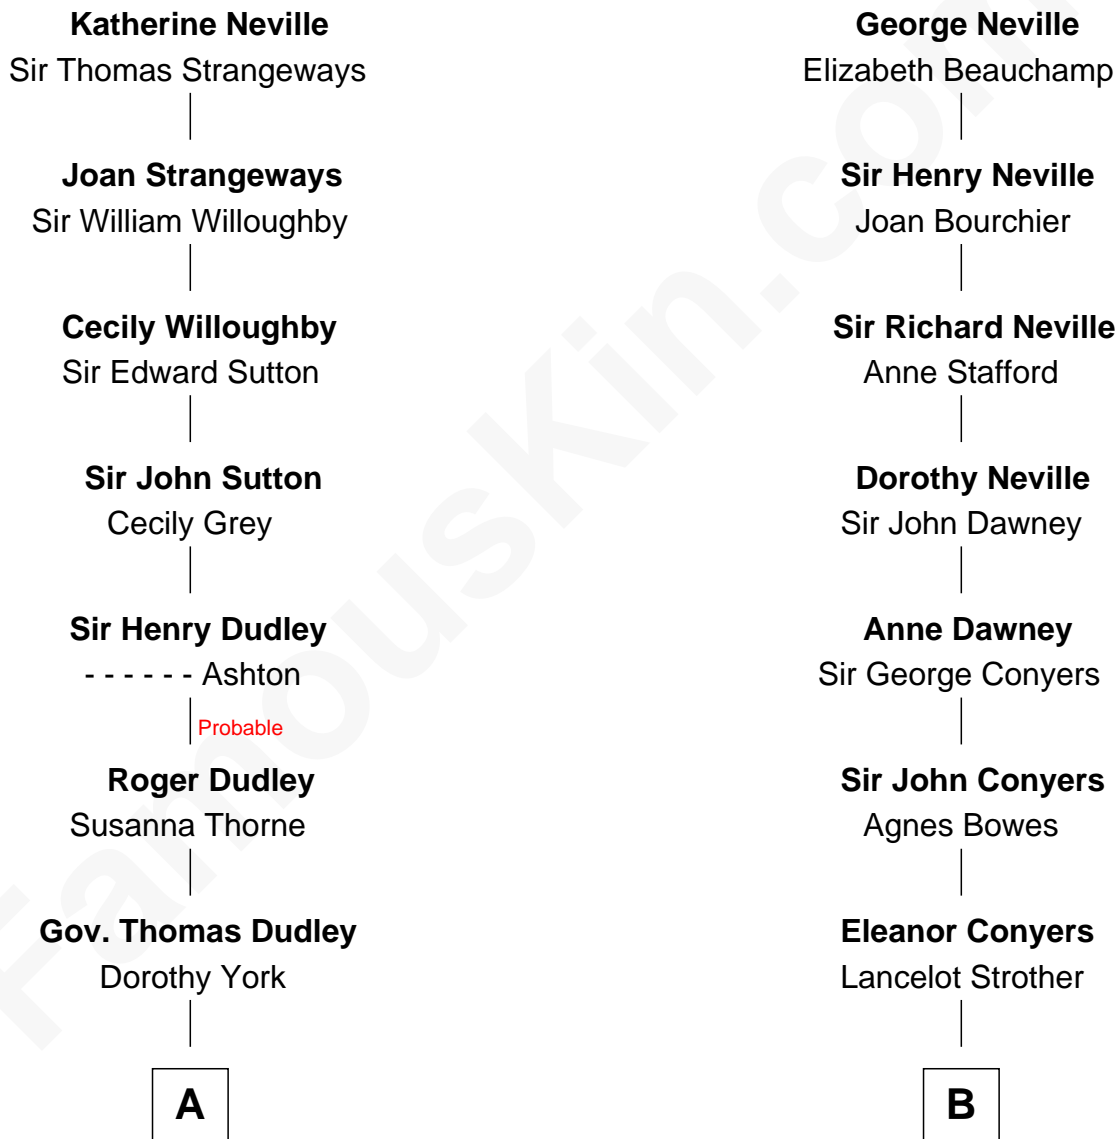 Katherine Neville
Sir Thomas Strangeways
Joan Strangeways
Sir William Willoughby
Cecily Willoughby
Sir Edward Sutton
Sir John Sutton
Cecily Grey
Sir Henry Dudley
- - - - - - Ashton
Probable
Roger Dudley
Susanna Thorne
Gov. Thomas Dudley
Dorothy York
A
George Neville
Elizabeth Beauchamp
Sir Henry Neville
Joan Bourchier
Sir Richard Neville
Anne Stafford
Dorothy Neville
Sir John Dawney
Anne Dawney
Sir George Conyers
Sir John Conyers
Agnes Bowes
Eleanor Conyers
Lancelot Strother
B
FamousKin.com